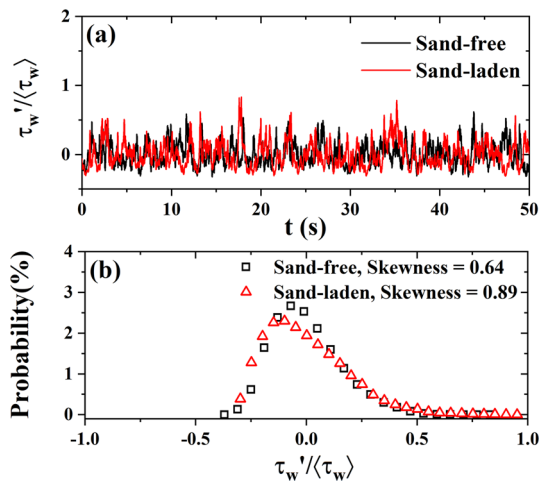 (a)
Sand-free
Sand-laden
τw'/⟨τw⟩
2
1
0
0 10 20 30 40 50
t (s)
(b)
Sand-free, Skewness = 0.64
Sand-laden, Skewness = 0.89
Probability(%)
4
3
2
1
0
-1.0 -0.5 0.0 0.5 1.0
τw'/⟨τw⟩